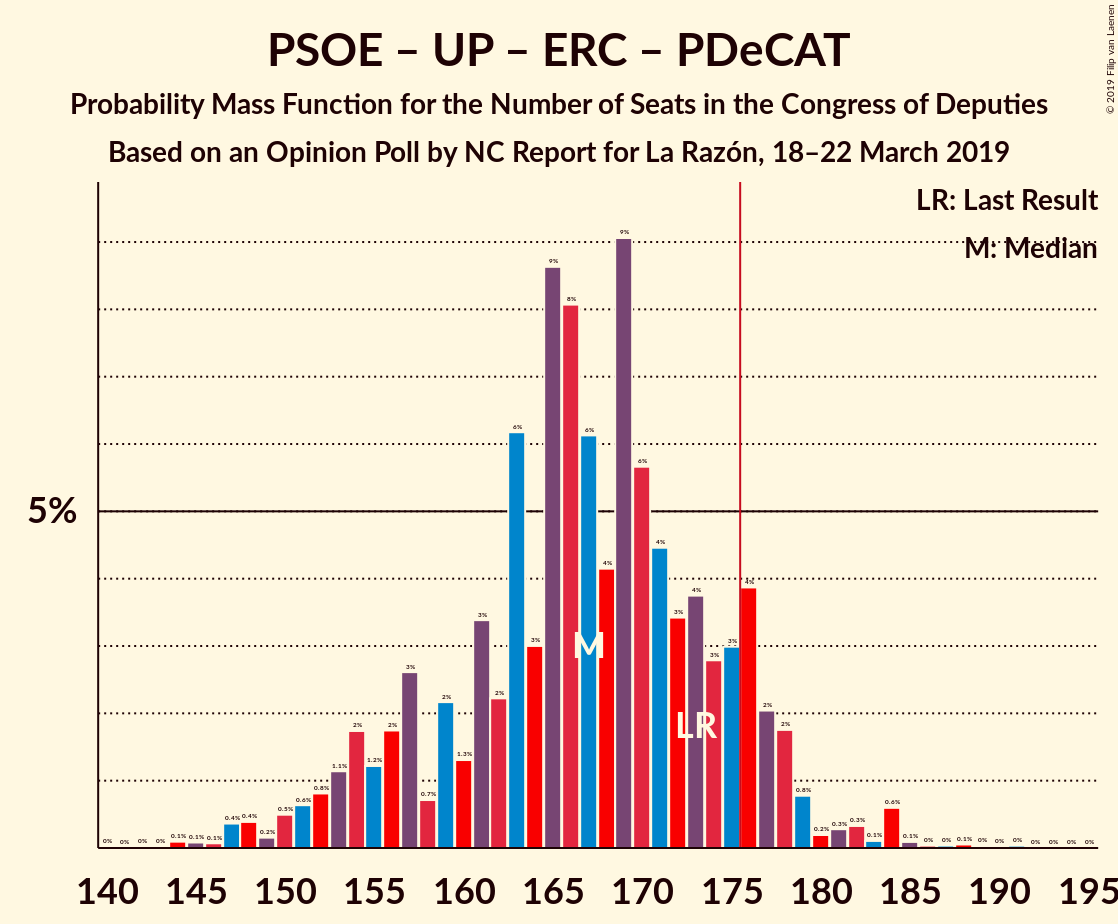 PSOE – UP – ERC – PDeCAT
Probability Mass Function for the Number of Seats in the Congress of Deputies
Based on an Opinion Poll by NC Report for La Razón, 18–22 March 2019
© 2019 Filip van Laenen
LR: Last Result
M: Median
5%
0% 0% 0% 0% 0.1% 0.1% 0.1% 0.4% 0.4% 0.2% 0.5% 0.6% 0.8% 1.1% 2% 1.2% 2% 3% 0.7% 2% 1.3% 3% 2% 6% 3% 9% 8% 6% 4% 9% 6% 4% 3% 4% 3% 3% 4% 2% 2% 0.8% 0.2% 0.3% 0.3% 0.1% 0.6% 0.1% 0% 0% 0.1% 0% 0% 0% 0% 0% 0% 0%
M
LR
140 145 150 155 160 165 170 175 180 185 190 195